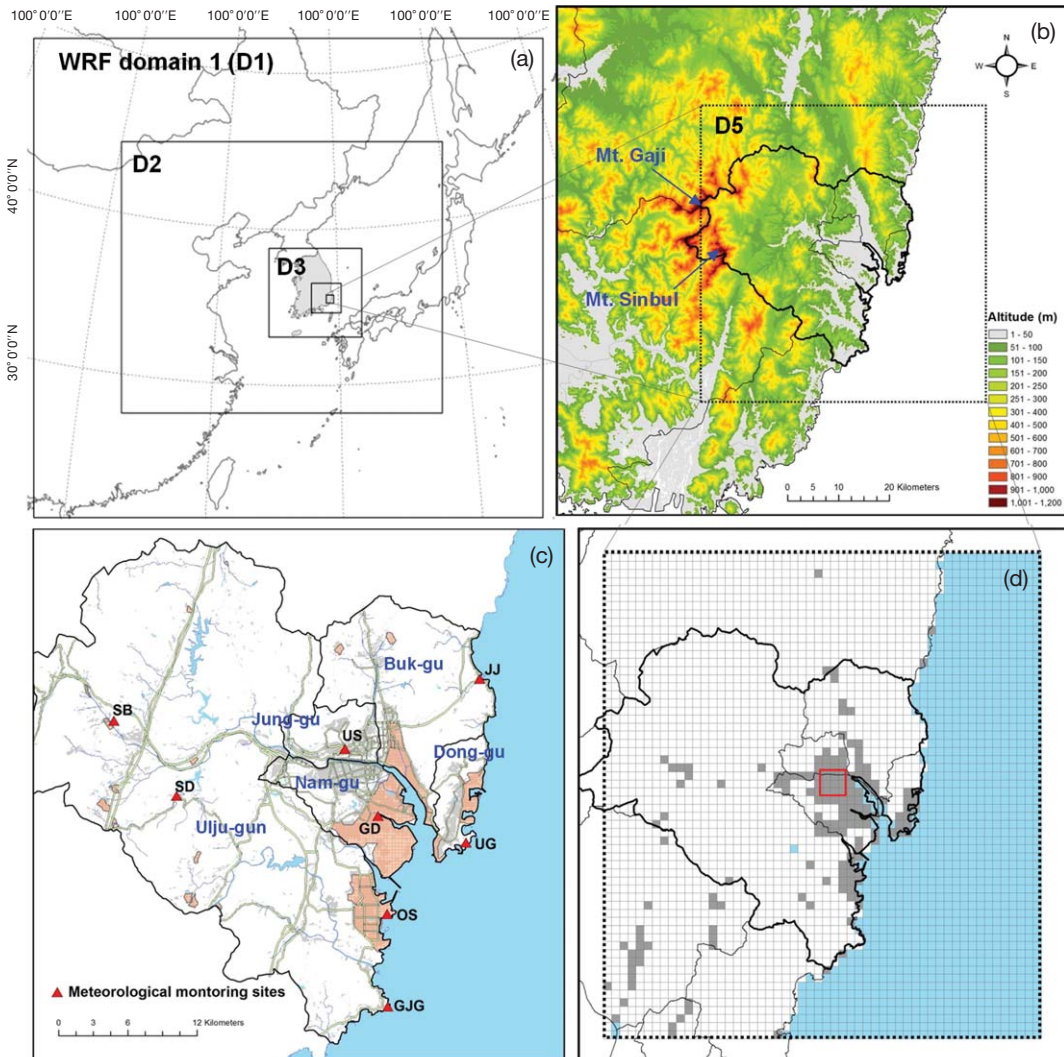 100°0'0"E 100°0'0"E 100°0'0"E 100°0'0"E 100°0'0"E
WRF domain 1 (D1)
(a)
D2
D3
40°0'0"N
30°0'0"N
(b)
N
W E
S
D5
Mt. Gaji
Mt. Sinbul
Altitude (m)
1 - 50
51 - 100
101 - 150
151 - 200
201 - 250
251 - 300
301 - 400
401 - 500
501 - 600
601 - 700
701 - 800
801 - 900
901 - 1,000
1,001 - 1,200
0 5 10 20 Kilometers
(c)
Buk-gu
JJ
SB
Jung-gu
US
Dong-gu
Nam-gu
SD
GD
Ulju-gun
UG
OS
Meteorological montoring sites
GJG
0 3 6 12 Kilometers
(d)